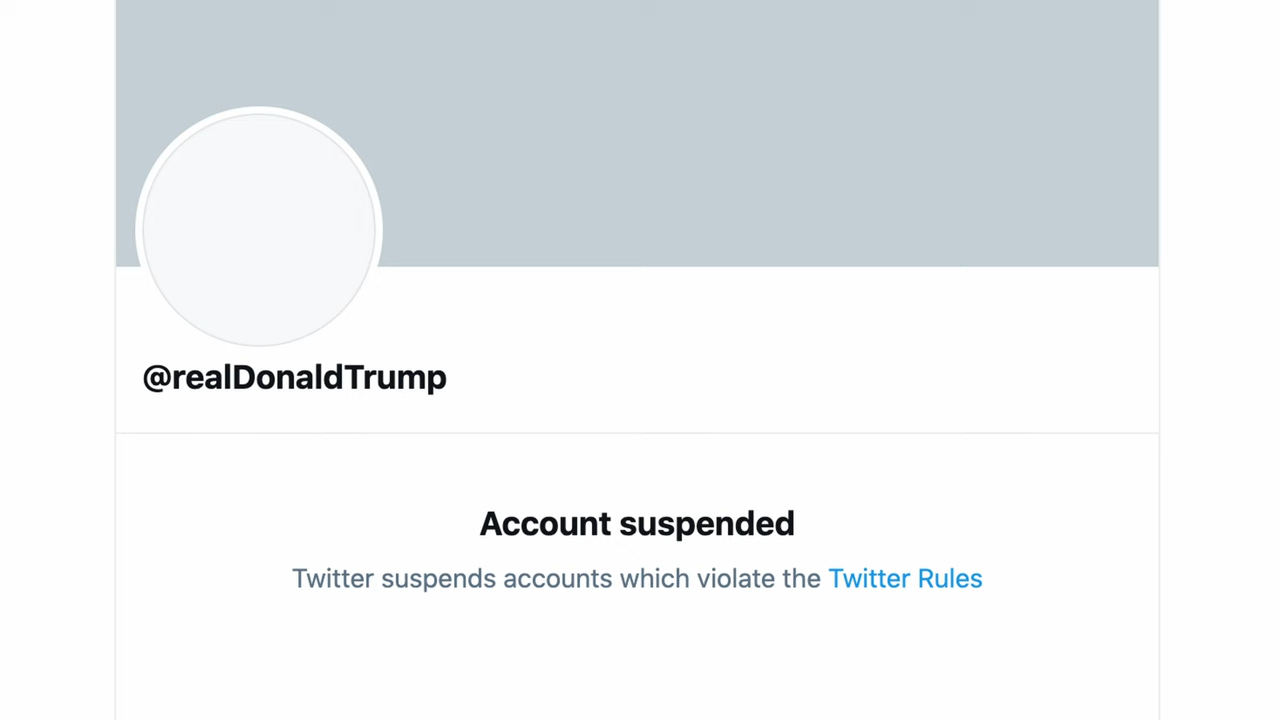 @realDonaldTrump
Account suspended
Twitter suspends accounts which violate the Twitter Rules